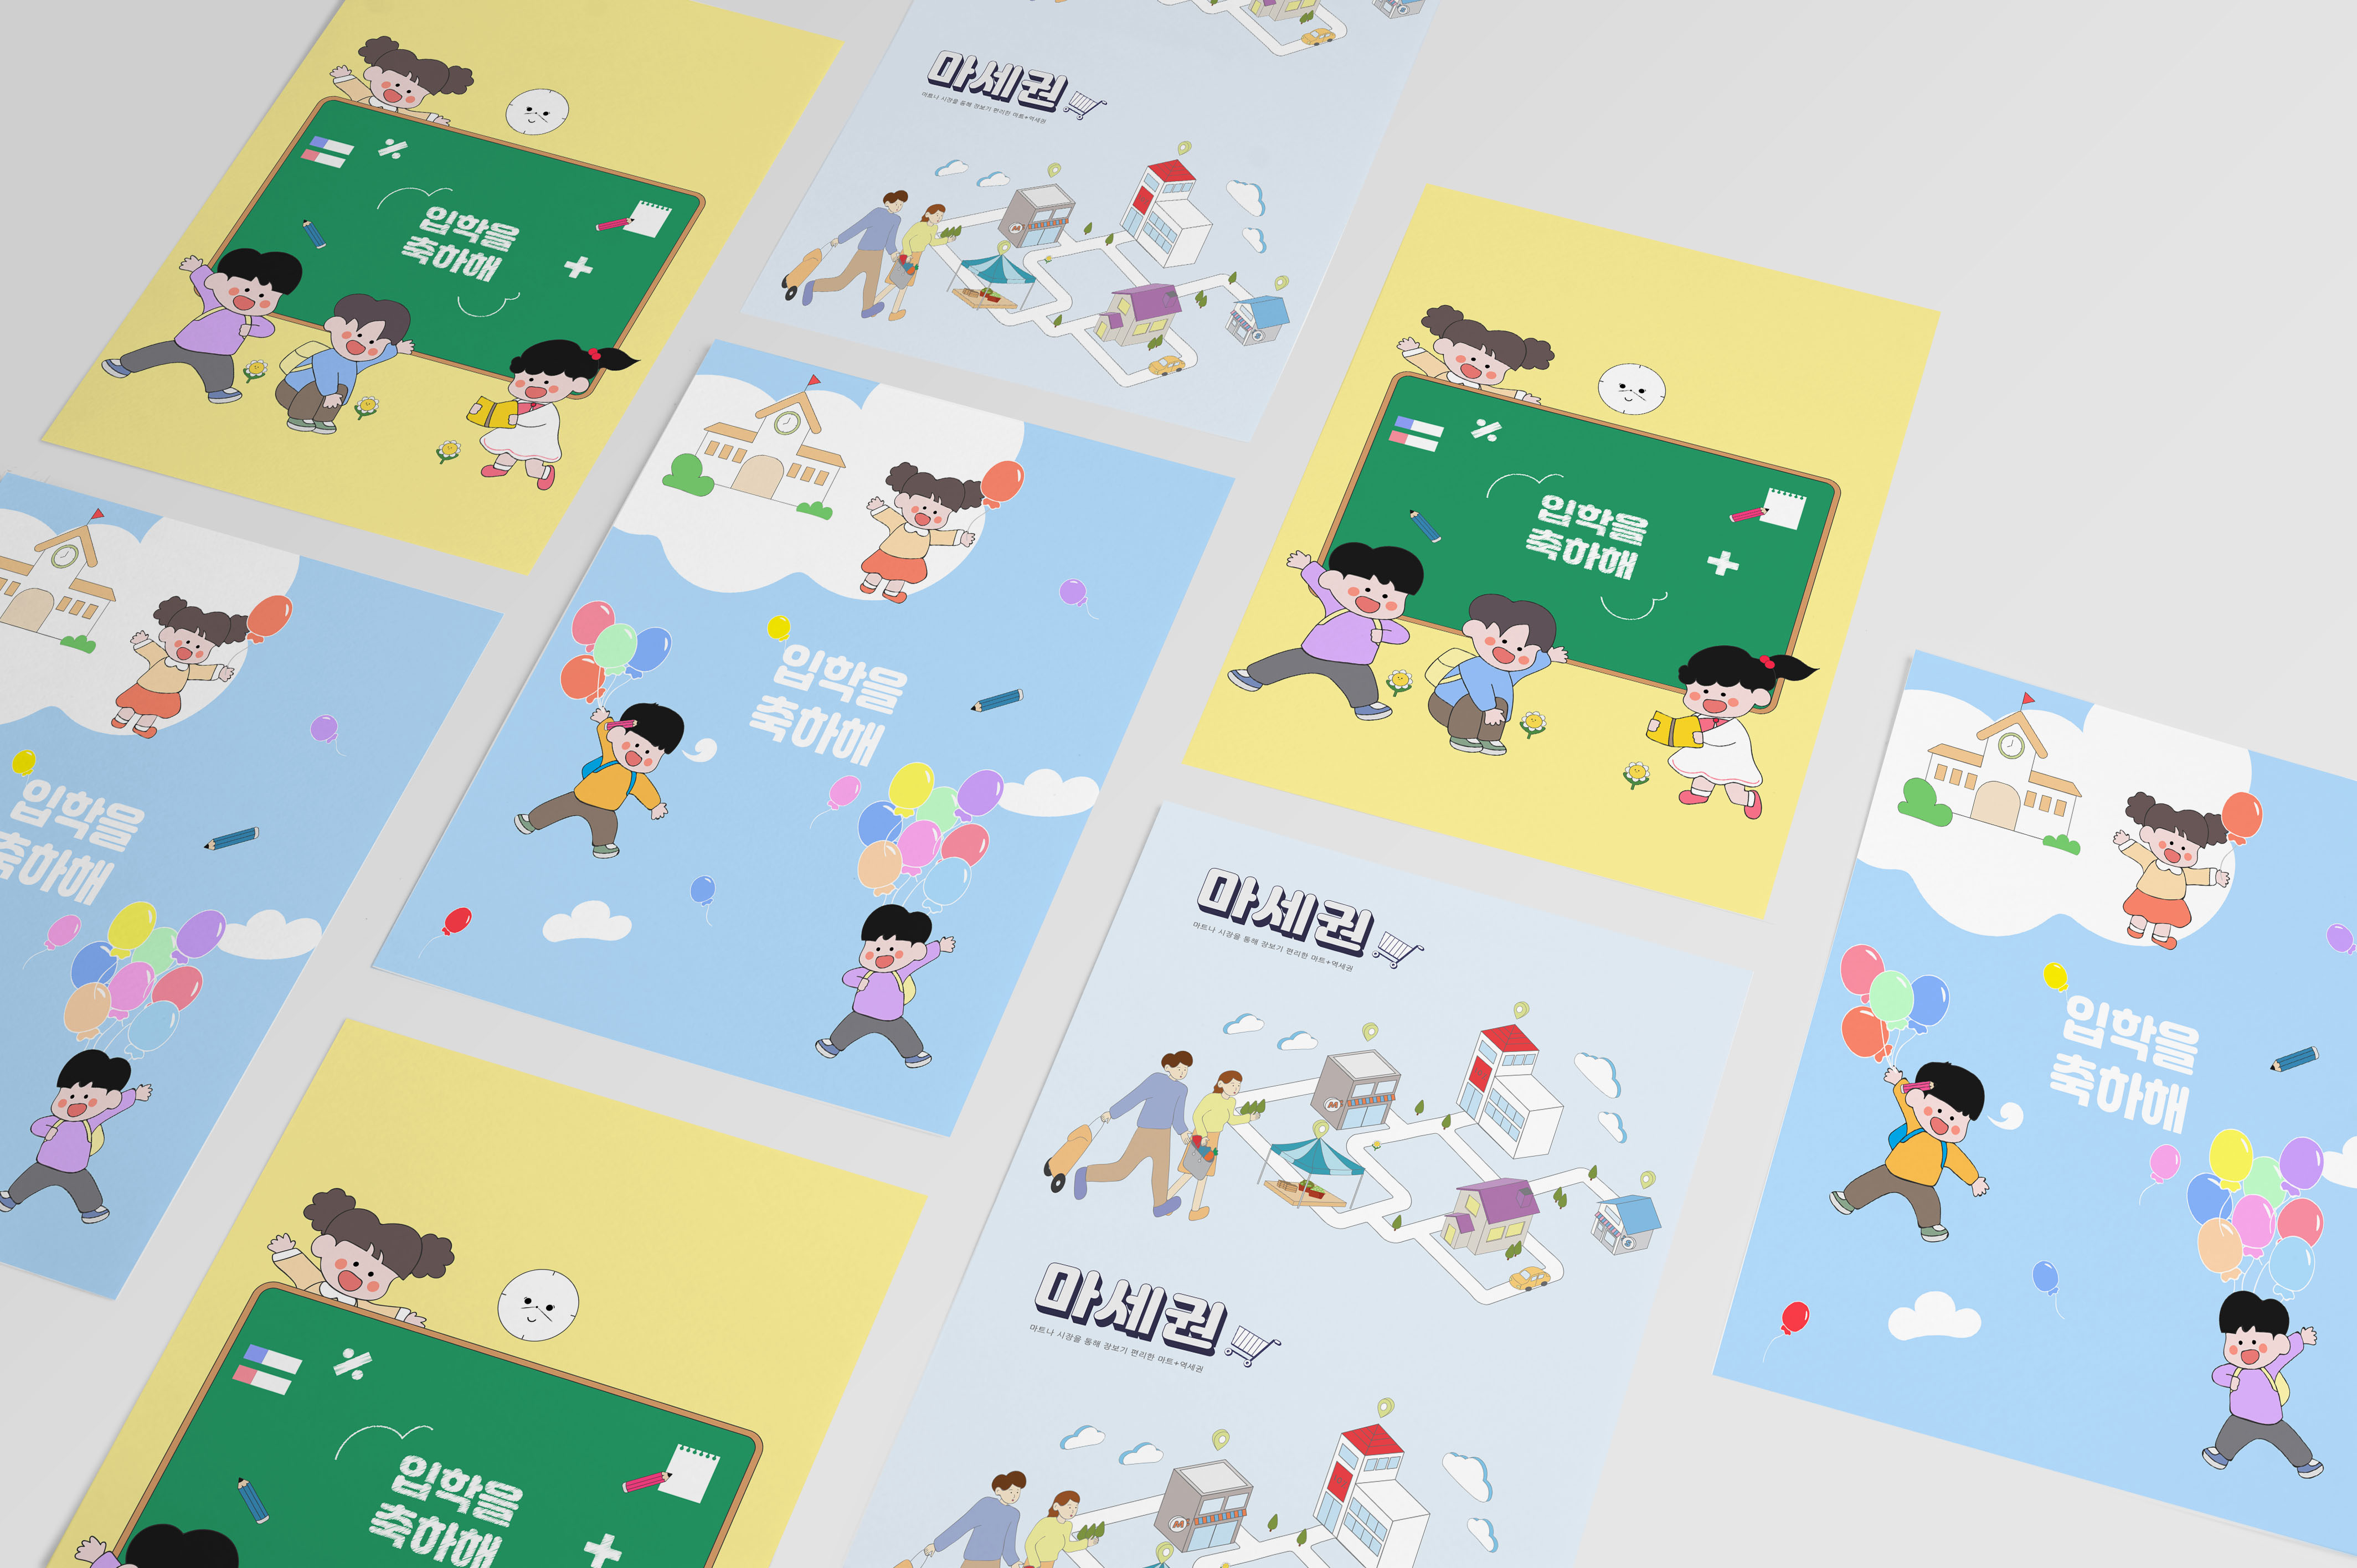 마세권
마트나 시장을 통해 장보기 편리한 마트+역세권
입학을
축하해
입학을
축하해
입학을
축하해
입학을
축하해
마세권
마트나 시장을 통해 장보기 편리한 마트+역세권
입학을
축하해
입학을
축하해
마세권
마트나 시장을 통해 장보기 편리한 마트+역세권
M
M